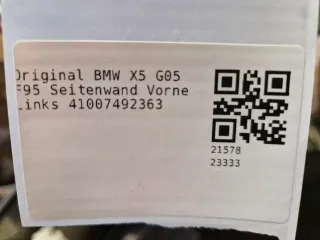 Original BMW X5 G05
F95 Seitenwand Vorne
Links 41007492363
21578
23333